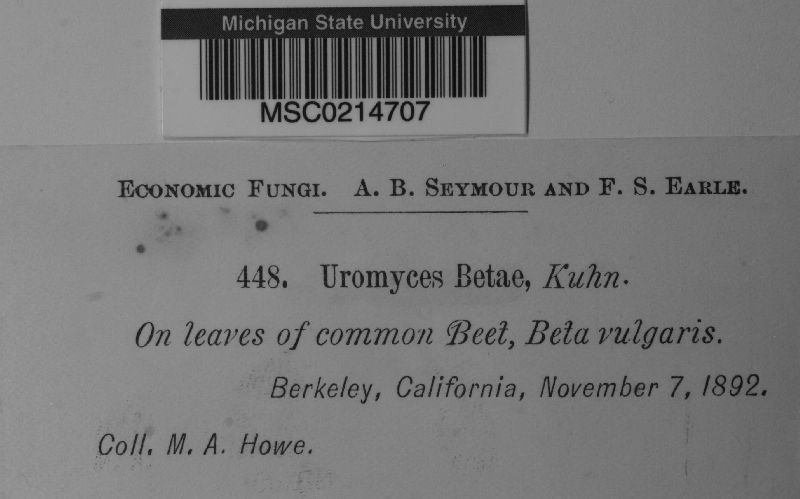 Michigan State University
MSC0214707
ECONOMIC FUNGI. A. B. SEYMOUR AND F. S. EARLE.
448. Uromyces Betae, Kuhn.
On leaves of common Beet, Beta vulgaris.
Berkeley, California, November 7, 1892.
Coll. M. A. Howe.